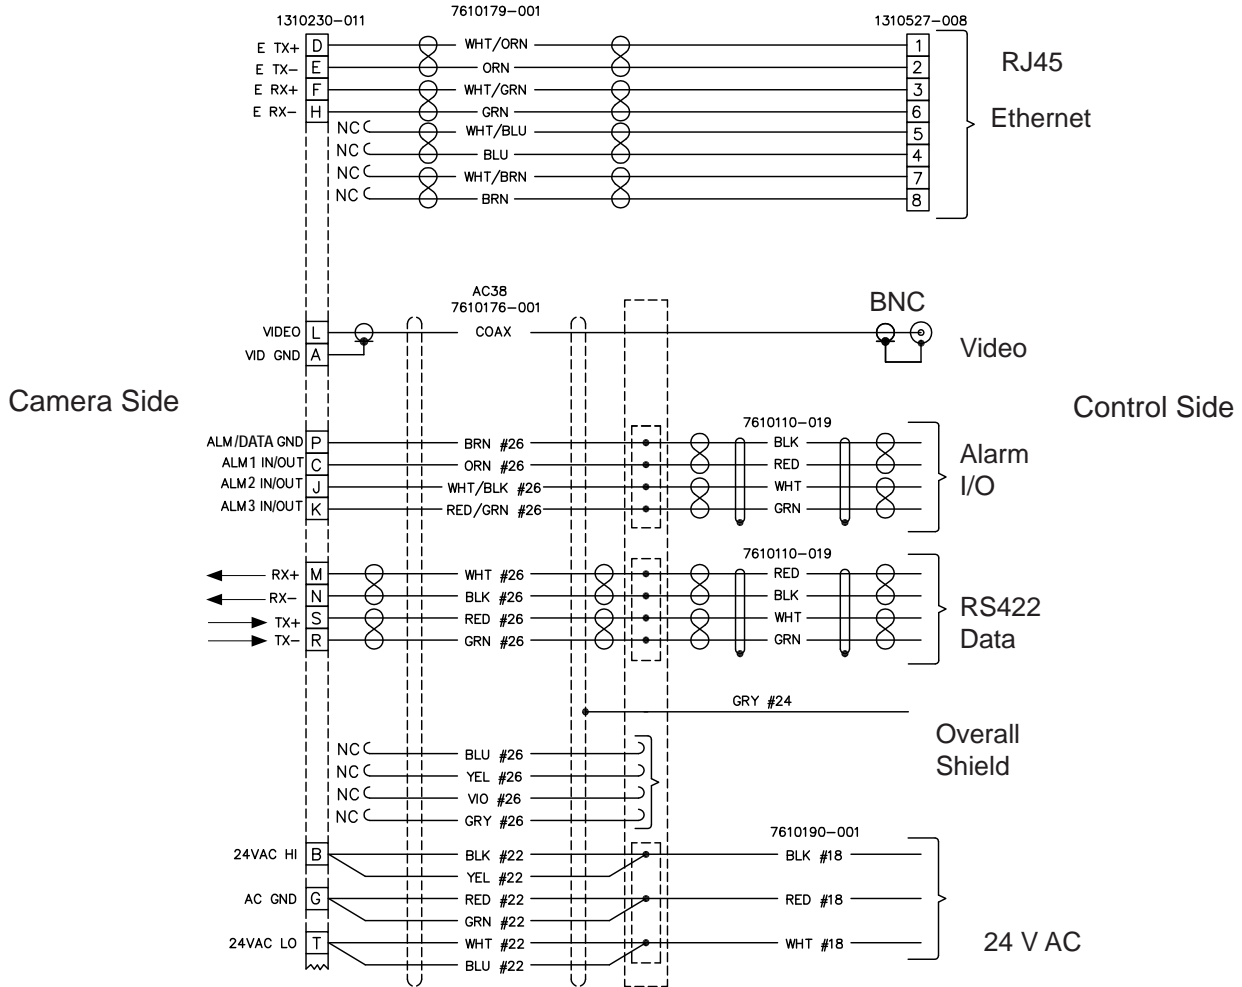 7610179-001
1310230-011
1310527-008
E TX+ D WHT/ORN 1
E TX- E ORN 2
RJ45
E RX+ F WHT/GRN 3
E RX- H GRN 6
Ethernet
NC WHT/BLU 5
NC BLU 4
NC WHT/BRN 7
NC BRN 8
AC38
7610176-001
BNC
VIDEO L COAX
Video
VID GND A
Camera Side
Control Side
7610110-019
ALM/DATA GND P BRN #26 BLK
ALM1 IN/OUT C ORN #26 RED
Alarm
I/O
ALM2 IN/OUT J WHT/BLK #26 WHT
ALM3 IN/OUT K RED/GRN #26 GRN
7610110-019
RX+ M WHT #26 RED
RX- N BLK #26 BLK
RS422
Data
TX+ S RED #26 WHT
TX- R GRN #26 GRN
GRY #24
Overall
Shield
NC BLU #26
NC YEL #26
NC VIO #26
NC GRY #26
7610190-001
24VAC HI B BLK #22 BLK #18
YEL #22
AC GND G RED #22 RED #18
GRN #22
24VAC LO T WHT #22 WHT #18
24 V AC
BLU #22